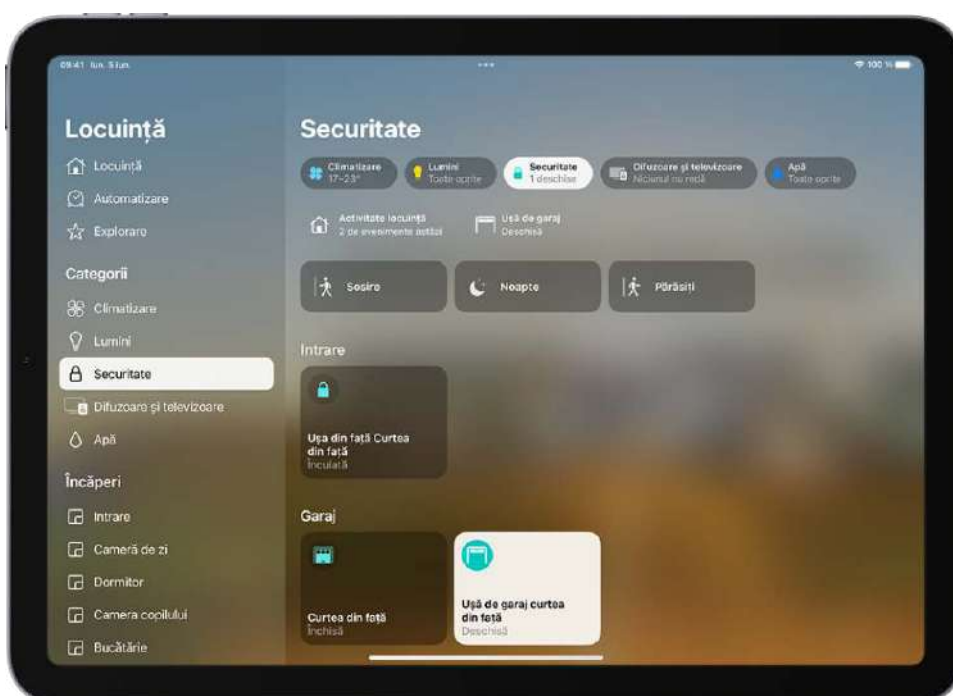 09:41 lun. 5 iun.
100 %
Locuință
Locuință
Automatizare
Explorare
Categorii
Climatizare
Lumini
Securitate
Difuzoare și televizoare
Apă
Încăperi
Intrare
Cameră de zi
Dormitor
Camera copilului
Bucătărie
Securitate
Climatizare
17–23°
Lumini
Toate oprite
Securitate
1 deschise
Difuzoare și televizoare
Niciunul nu redă
Apă
Toate oprite
Activitate locuință
2 de evenimente astăzi
Ușă de garaj
Deschisă
Sosire
Noapte
Părăsiți
Intrare
Ușa din față Curtea
din față
Încuiată
Garaj
Curtea din față
Închisă
Ușă de garaj curtea
din față
Deschisă